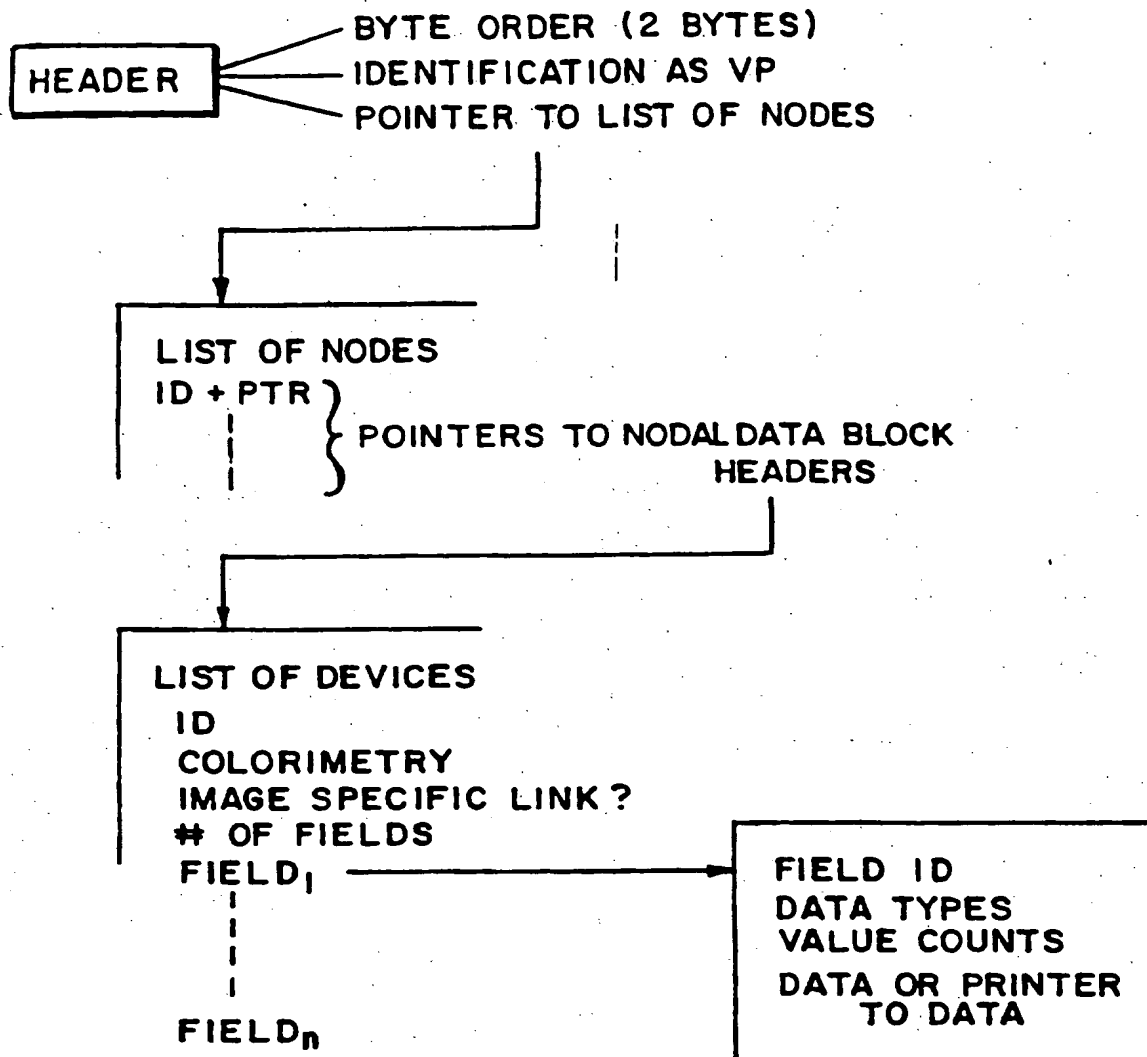 HEADER
BYTE ORDER (2 BYTES)
IDENTIFICATION AS VP
POINTER TO LIST OF NODES
LIST OF NODES
ID + PTR
POINTERS TO NODAL DATA BLOCK
HEADERS
LIST OF DEVICES
ID
COLORIMETRY
IMAGE SPECIFIC LINK?
# OF FIELDS
FIELD₁
FIELDₙ
FIELD ID
DATA TYPES
VALUE COUNTS
DATA OR PRINTER
TO DATA